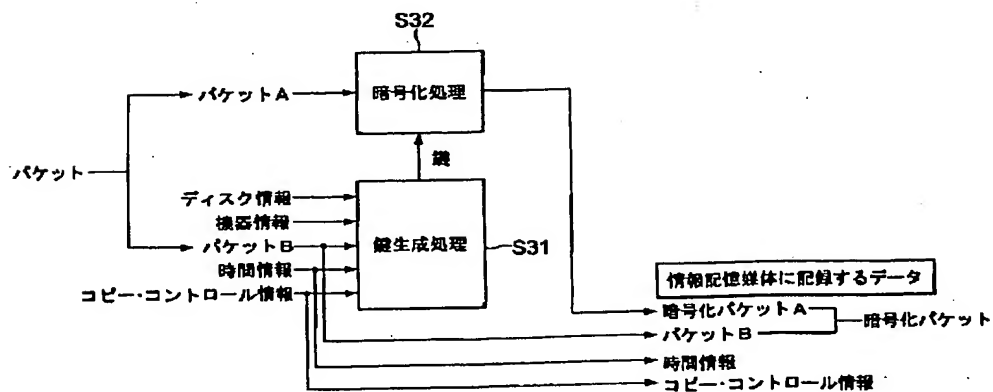 S32
暗号化処理
パケットA
鍵
パケット
ディスク情報
機器情報
パケットB
時間情報
コピー・コントロール情報
鍵生成処理
S31
情報記憶媒体に記録するデータ
暗号化パケットA
パケットB
暗号化パケット
時間情報
コピー・コントロール情報